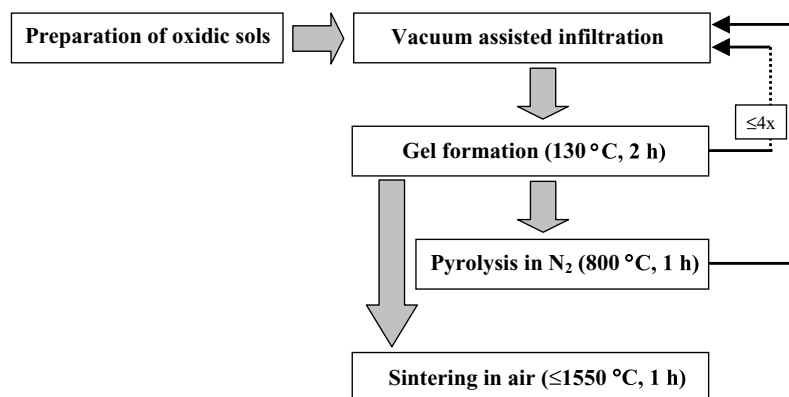 Preparation of oxidic sols
Vacuum assisted infiltration
≤4x
Gel formation (130 °C, 2 h)
Pyrolysis in N₂ (800 °C, 1 h)
Sintering in air (≤1550 °C, 1 h)